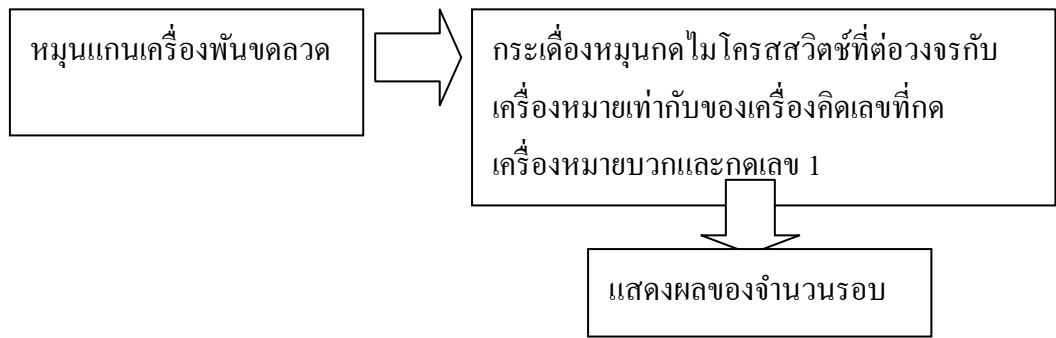 หมุนแกนเครื่องพันขดลวด
กระเดื่องหมุนกดไมโครสสวิตช์ที่ต่อวงจรกับ
เครื่องหมายเท่ากับของเครื่องคิดเลขที่กด
เครื่องหมายบวกและกดเลข 1
แสดงผลของจำนวนรอบ